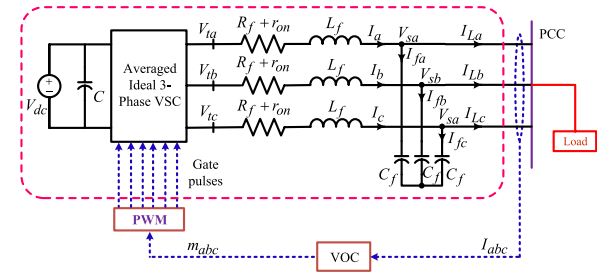 V_ta R_f + r_on L_f I_a V_sa I_La PCC
I_fa
Averaged
Ideal 3-
Phase VSC
V_dc C
V_tb R_f + r_on L_f I_b V_sb I_Lb
I_fb
V_tc R_f + r_on L_f I_c V_sa I_Lc
I_fc
Load
Gate
pulses
C_f C_f C_f
PWM
m_abc VOC I_abc